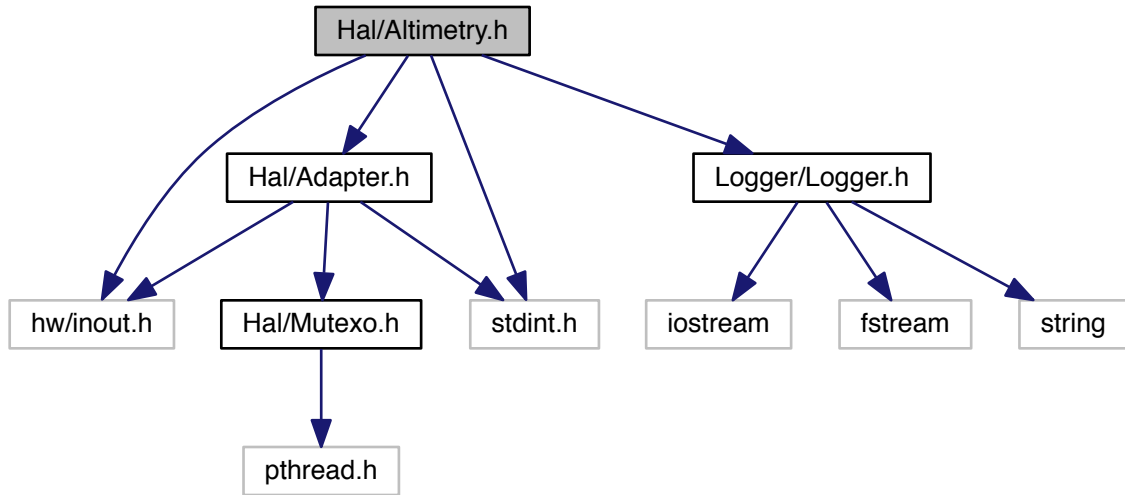 Hal/Altimetry.h
Hal/Adapter.h
Logger/Logger.h
hw/inout.h
Hal/Mutexo.h
stdint.h
iostream
fstream
string
pthread.h